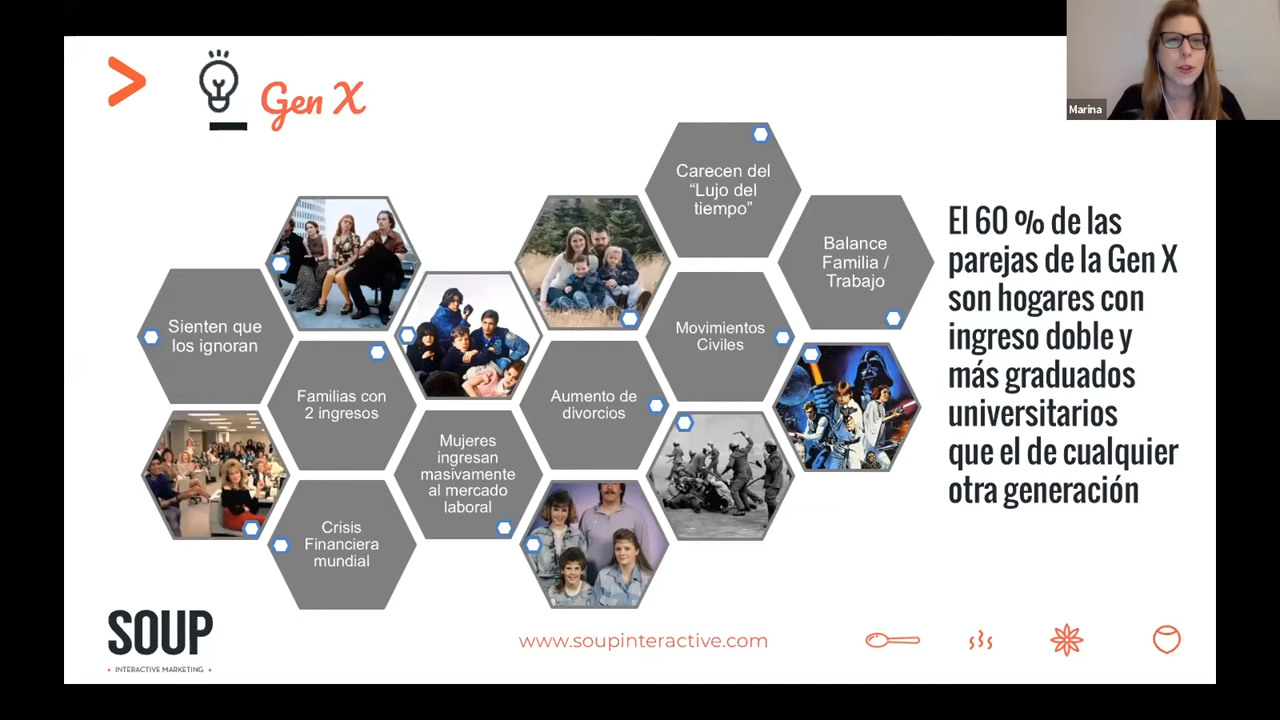 Marina
Gen X
Carecen del
“Lujo del
tiempo”
Balance
Familia /
Trabajo
Sienten que
los ignoran
Movimientos
Civiles
Familias con
2 ingresos
Aumento de
divorcios
Mujeres
ingresan
masivamente
al mercado
laboral
Crisis
Financiera
mundial
El 60 % de las
parejas de la Gen X
son hogares con
ingreso doble y
más graduados
universitarios
que el de cualquier
otra generación
SOUP
INTERACTIVE MARKETING
www.soupinteractive.com